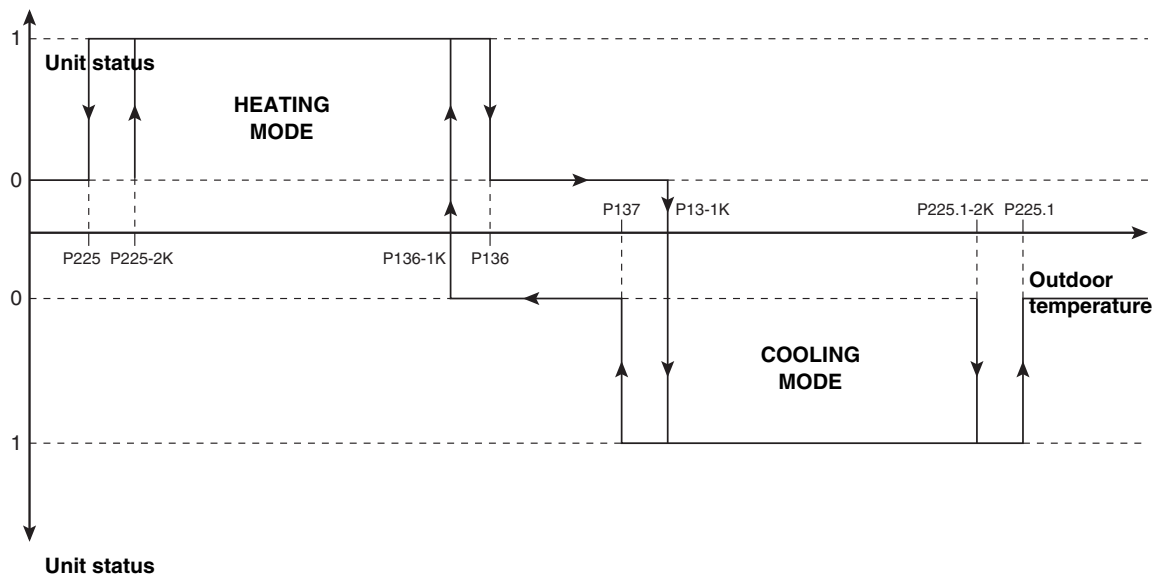 1
Unit status
HEATING
MODE
0
P137
P13-1K
P225.1-2K
P225.1
P225
P225-2K
P136-1K
P136
0
Outdoor
temperature
COOLING
MODE
1
Unit status